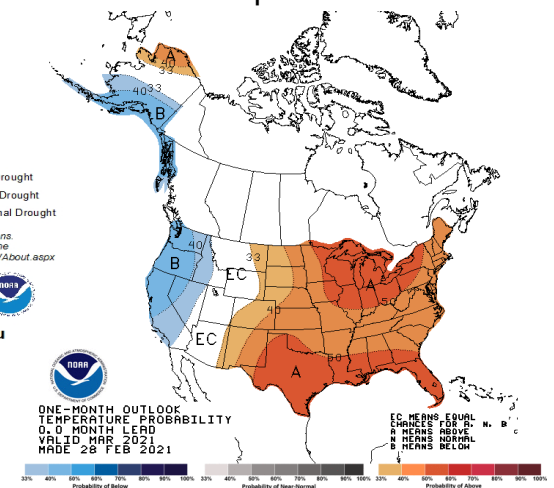 A
40
33
40 33
B
rought
Drought
nal Drought
ns.
ne
/About.aspx
40
33
B
EC
A
50
NOAA
40
u
EC
50
A
NOAA
ONE-MONTH OUTLOOK
TEMPERATURE PROBABILITY
0.0 MONTH LEAD
VALID MAR 2021
MADE 28 FEB 2021
EC MEANS EQUAL
CHANCES FOR A, N, B
A MEANS ABOVE
N MEANS NORMAL
B MEANS BELOW
33% 40% 50% 60% 70% 80% 90% 100%
Probability of Below
33% 40% 50% 60% 70% 80% 90% 100%
Probability of Near-Normal
33% 40% 50% 60% 70% 80% 90% 100%
Probability of Above